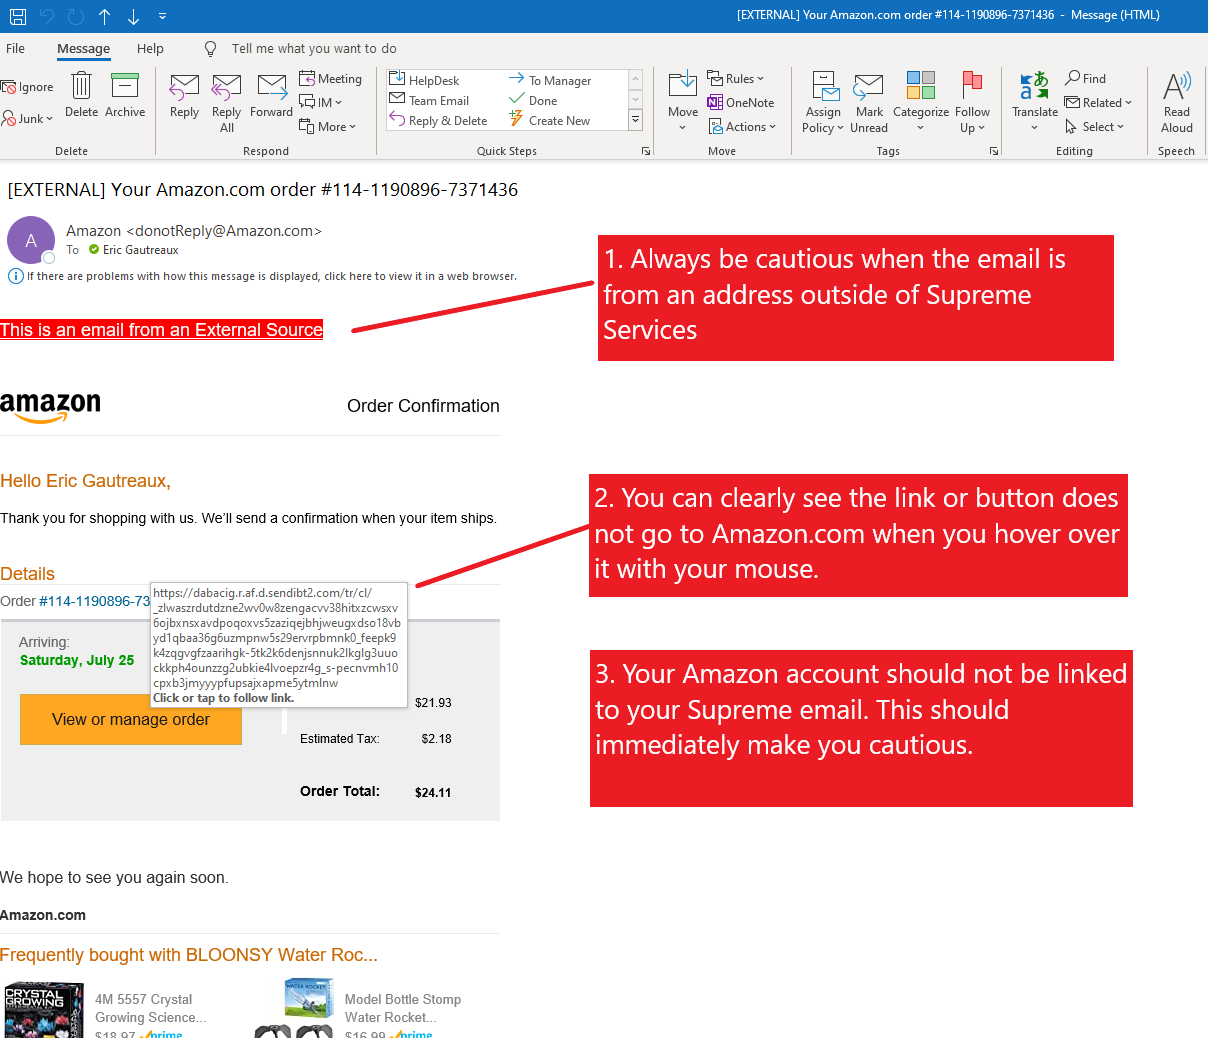 [EXTERNAL] Your Amazon.com order #114-1190896-7371436 - Message (HTML)
File Message Help Tell me what you want to do
Ignore
Junk
Delete
Archive
Delete
Reply
Reply All
Forward
Meeting
IM
More
Respond
HelpDesk
Team Email
Reply & Delete
To Manager
Done
Create New
Quick Steps
Move
Rules
OneNote
Actions
Move
Assign Policy
Mark Unread
Categorize
Follow Up
Tags
Translate
Find
Related
Select
Editing
Read Aloud
Speech
[EXTERNAL] Your Amazon.com order #114-1190896-7371436
A
Amazon <donotReply@Amazon.com>
To Eric Gautreaux
If there are problems with how this message is displayed, click here to view it in a web browser.
1. Always be cautious when the email is
from an address outside of Supreme
Services
This is an email from an External Source
amazon
Order Confirmation
Hello Eric Gautreaux,
Thank you for shopping with us. We'll send a confirmation when your item ships.
2. You can clearly see the link or button does
not go to Amazon.com when you hover over
it with your mouse.
Details
Order #114-1190896-73
https://dabacig.r.af.d.sendibt2.com/tr/cl/
_zlwaszrdutdzne2wv0w8zengacvv38hitxzcwsxv
6ojbxnsxavdpoqoxvs5zaziqejbhjweugxdso18vb
yd1qbaa36g6uzmpnw5s29ervrpbmnk0_feepk9
k4zqgvgfzaarihgk-5tk2k6denjsnnuk2lkglg3uuo
ckkph4ounzzg2ubkie4lvoepzr4g_s-pecnvmh10
cpxb3jmyyypfupsajxapme5ytmlnw
Click or tap to follow link.
Arriving:
Saturday, July 25
View or manage order
$21.93
Estimated Tax: $2.18
Order Total: $24.11
3. Your Amazon account should not be linked
to your Supreme email. This should
immediately make you cautious.
We hope to see you again soon.
Amazon.com
Frequently bought with BLOONSY Water Roc...
CRYSTAL
GROWING
4M 5557 Crystal
Growing Science...
$18.97 prime
WATER ROCKET
Model Bottle Stomp
Water Rocket...
$16.99 prime